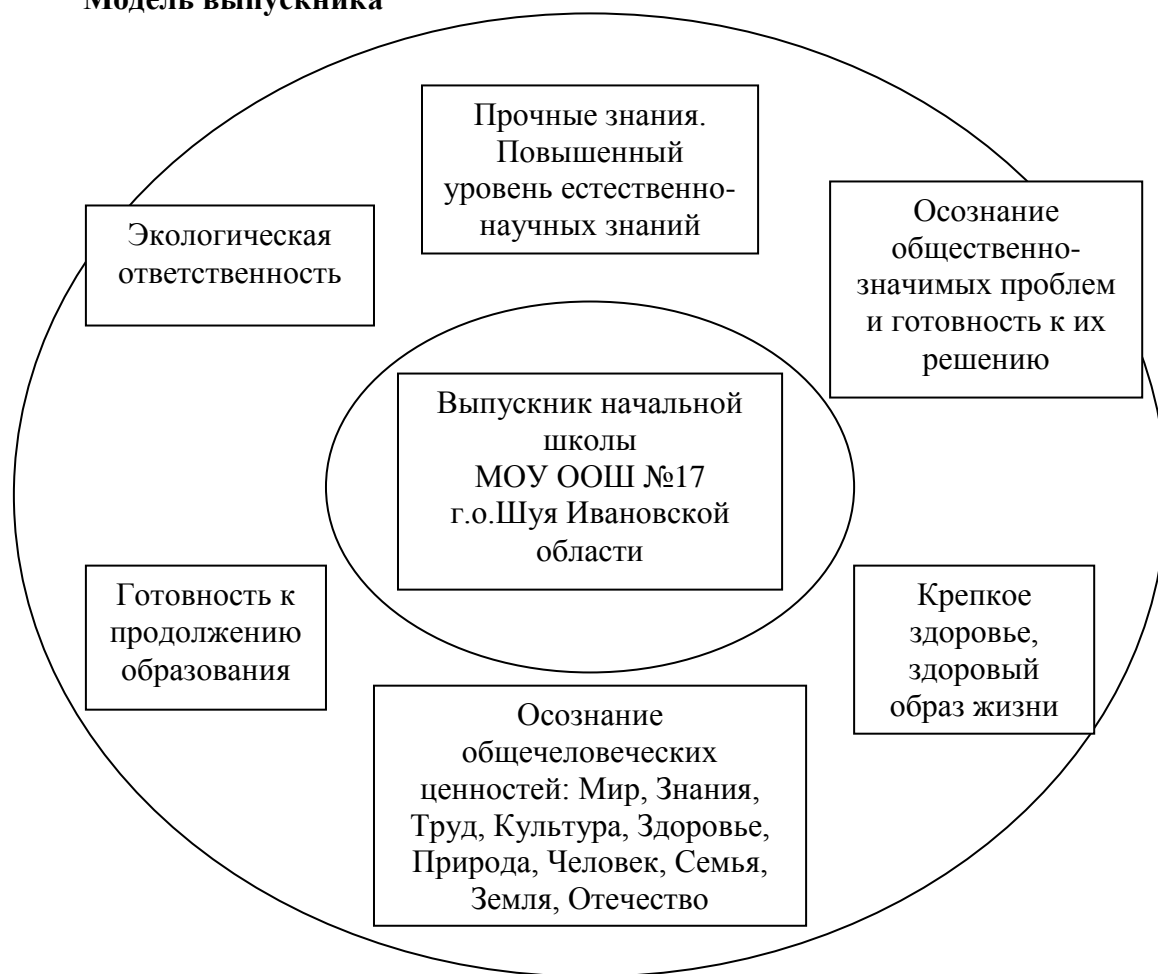 Модель выпускника
Прочные знания.
Повышенный
уровень естественно-
научных знаний
Экологическая
ответственность
Осознание
общественно-
значимых проблем
и готовность к их
решению
Выпускник начальной
школы
МОУ ООШ №17
г.о.Шуя Ивановской
области
Готовность к
продолжению
образования
Крепкое
здоровье,
здоровый
образ жизни
Осознание
общечеловеческих
ценностей: Мир, Знания,
Труд, Культура, Здоровье,
Природа, Человек, Семья,
Земля, Отечество